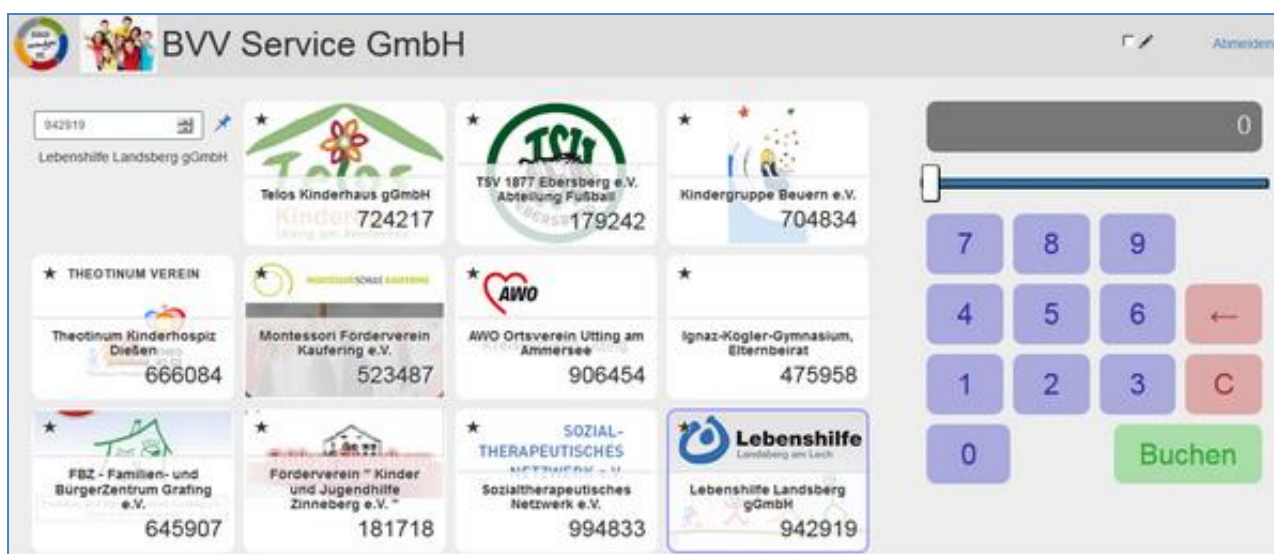 BVV Service GmbH
Abmelden
942919
Lebenshilfe Landsberg gGmbH
Telos
Telos Kinderhaus gGmbH
724217
TSV
TSV 1877 Ebersberg e.V.
Abteilung Fußball
179242
Kindergruppe Beuern e.V.
704834
THEOTINUM VEREIN
Theotinum Kinderhospiz
Dießen
666084
MONTESSORISCHULE KAUFERING
Montessori Förderverein
Kaufering e.V.
523487
AWO
AWO Ortsverein Utting am
Ammersee
906454
Ignaz-Kögler-Gymnasium,
Elternbeirat
475958
FBZ - Familien- und
BürgerZentrum Grafing
e.V.
645907
Förderverein " Kinder
und Jugendhilfe
Zinneberg e.V. "
181718
SOZIAL-
THERAPEUTISCHES
NETZWERK e.V.
Sozialtherapeutisches
Netzwerk e.V.
994833
Lebenshilfe
Landsberg am Lech
Lebenshilfe Landsberg
gGmbH
942919
0
7 8 9
4 5 6 ←
1 2 3 C
0 Buchen